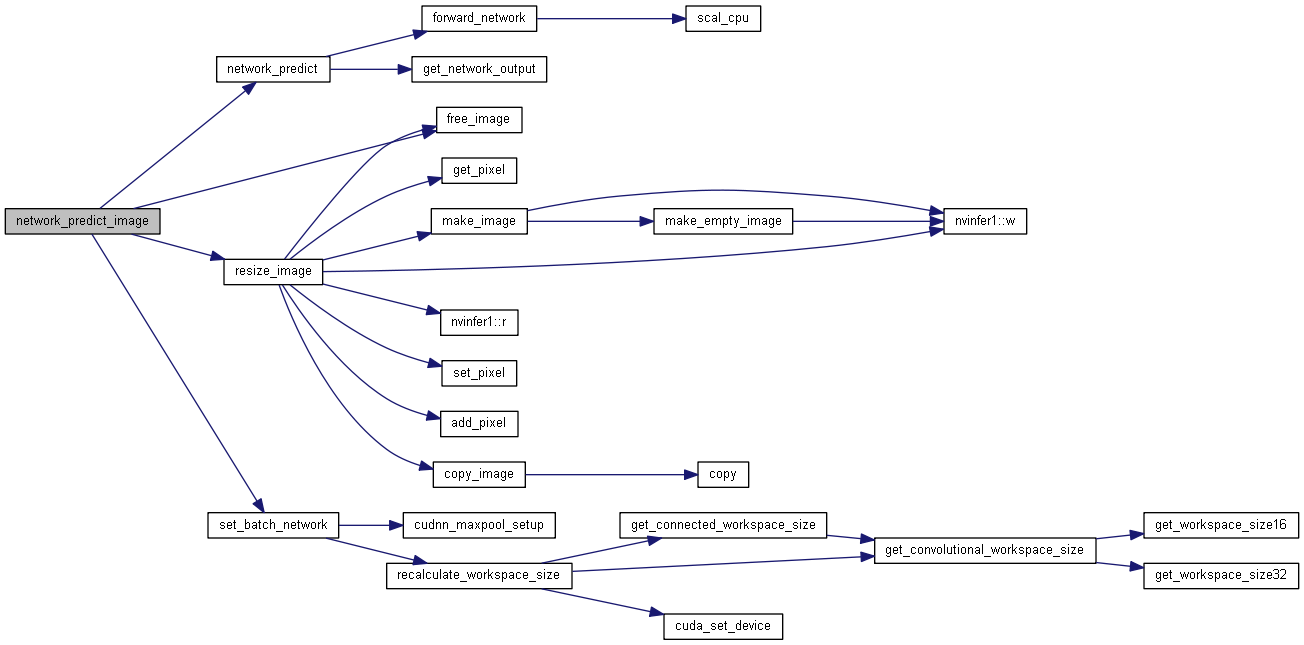 forward_network
scal_cpu
network_predict
get_network_output
free_image
get_pixel
network_predict_image
make_image
make_empty_image
nvinfer1::w
resize_image
nvinfer1::r
set_pixel
add_pixel
copy_image
copy
set_batch_network
cudnn_maxpool_setup
get_connected_workspace_size
get_workspace_size16
get_convolutional_workspace_size
recalculate_workspace_size
get_workspace_size32
cuda_set_device